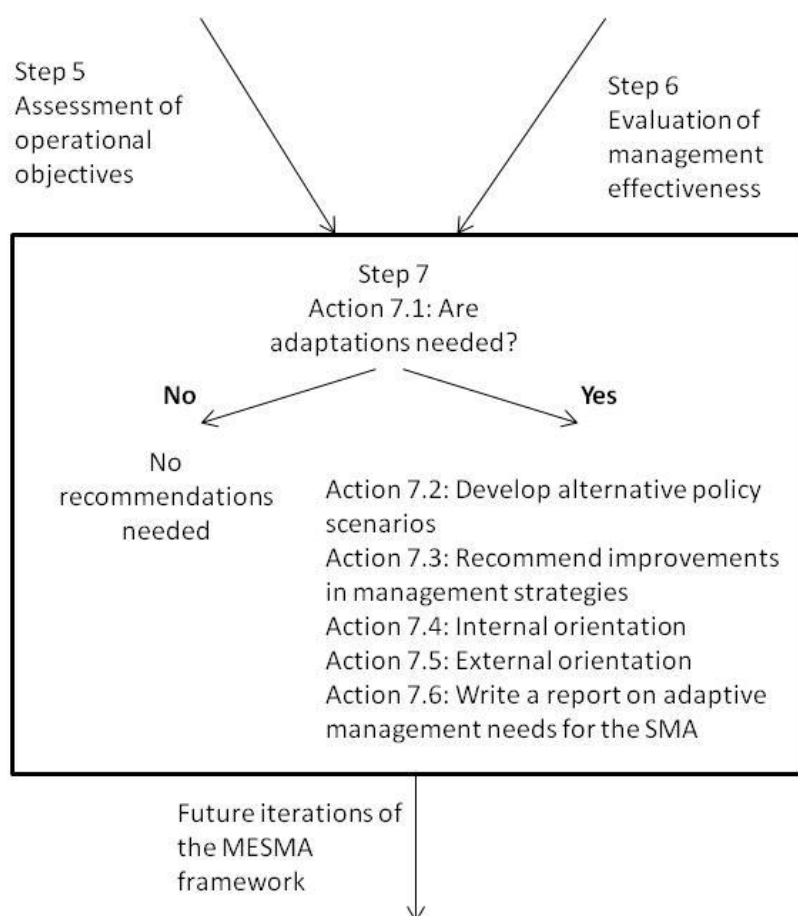 Step 5
Assessment of
operational
objectives
Step 6
Evaluation of
management
effectiveness
Step 7
Action 7.1: Are
adaptations needed?
No
Yes
No
recommendations
needed
Action 7.2: Develop alternative policy
scenarios
Action 7.3: Recommend improvements
in management strategies
Action 7.4: Internal orientation
Action 7.5: External orientation
Action 7.6: Write a report on adaptive
management needs for the SMA
Future iterations of
the MESMA
framework